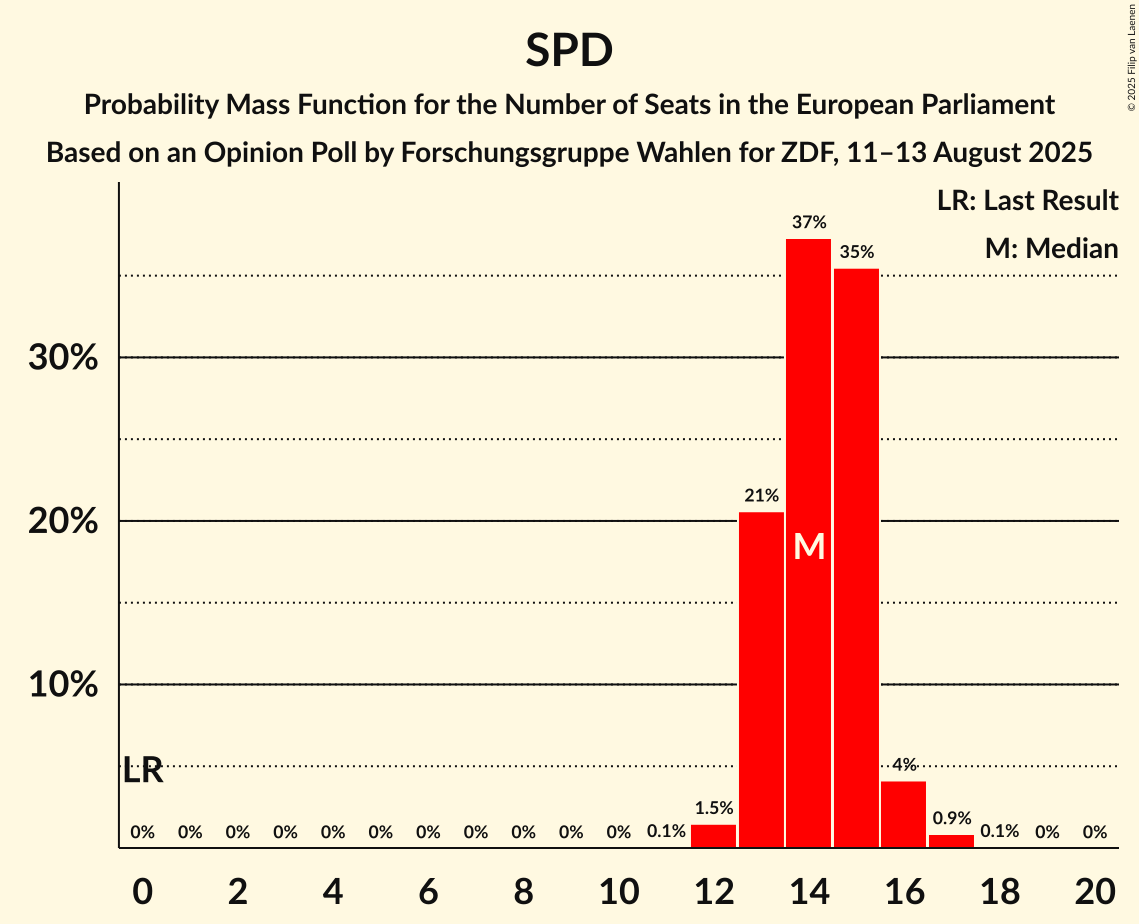 SPD
Probability Mass Function for the Number of Seats in the European Parliament
Based on an Opinion Poll by Forschungsgruppe Wahlen for ZDF, 11–13 August 2025
© 2025 Filip van Laenen
LR: Last Result
M: Median
37%
35%
30%
21%
20%
M
10%
LR
4%
1.5%
0.9%
0% 0% 0% 0% 0% 0% 0% 0% 0% 0% 0% 0.1% 0.1% 0% 0%
0 2 4 6 8 10 12 14 16 18 20